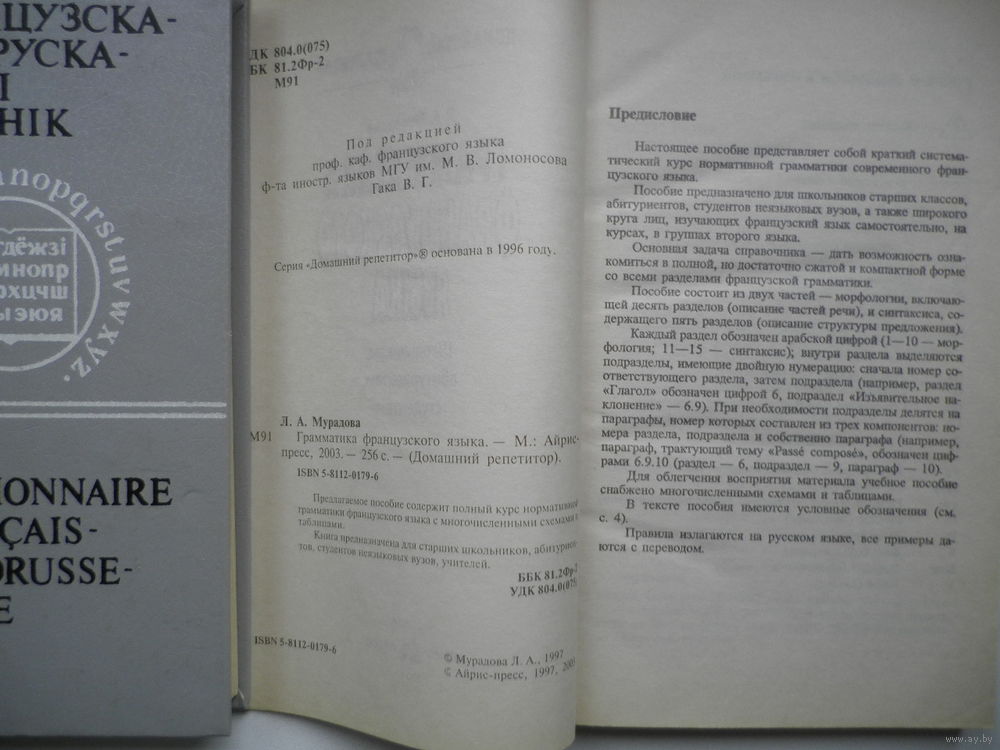 ЦУЗСКА-
РУСКА-
І
НІК
nopqrstuvwxyz.
гдёжзі
мнопр
рхцчш
ы эюя
IONNAIRE
ÇAIS-
ORUSSE-
E
ДК 804.0(075)
БК 81.2Фр-2
М91
Под редакцией
проф. каф. французского языка
ф-та иностр. языков МГУ им. М. В. Ломоносова
Гака В. Г.
Серия «Домашний репетитор»® основана в 1996 году.
Л. А. Мурадова
М91 Грамматика французского языка. — М.: Айрис-
пресс, 2003. — 256 с. — (Домашний репетитор).
ISBN 5-8112-0179-6
Предлагаемое пособие содержит полный курс нормативной
грамматики французского языка с многочисленными схемами и
таблицами.
Книга предназначена для старших школьников, абитуриен-
тов, студентов неязыковых вузов, учителей.
ББК 81.2Фр-2
УДК 804.0(075)
ISBN 5-8112-0179-6
© Мурадова Л. А., 1997
© Айрис-пресс, 1997, 2003
Предисловие
Настоящее пособие представляет собой краткий система-
тический курс нормативной грамматики современного фран-
цузского языка.
Пособие предназначено для школьников старших классов,
абитуриентов, студентов неязыковых вузов, а также широкого
круга лиц, изучающих французский язык самостоятельно, на
курсах, в группах второго языка.
Основная задача справочника — дать возможность озна-
комиться в полной, но достаточно сжатой и компактной форме
со всеми разделами французской грамматики.
Пособие состоит из двух частей — морфологии, включаю-
щей десять разделов (описание частей речи), и синтаксиса, со-
держащего пять разделов (описание структуры предложения).
Каждый раздел обозначен арабской цифрой (1—10 — мор-
фология; 11—15 — синтаксис); внутри раздела выделяются
подразделы, имеющие двойную нумерацию: сначала номер со-
ответствующего раздела, затем подраздела (например, раздел
«Глагол» обозначен цифрой 6, подраздел «Изъявительное на-
клонение» — 6.9). При необходимости подразделы делятся на
параграфы, номер которых составлен из трех компонентов: но-
мера раздела, подраздела и собственно параграфа (например,
параграф, трактующий тему «Passé composé», обозначен циф-
рами 6.9.10 (раздел — 6, подраздел — 9, параграф — 10).
Для облегчения восприятия материала учебное пособие
снабжено многочисленными схемами и таблицами.
В тексте пособия имеются условные обозначения (см.
с. 4).
Правила излагаются на русском языке, все примеры да-
ются с переводом.
www.ay.by